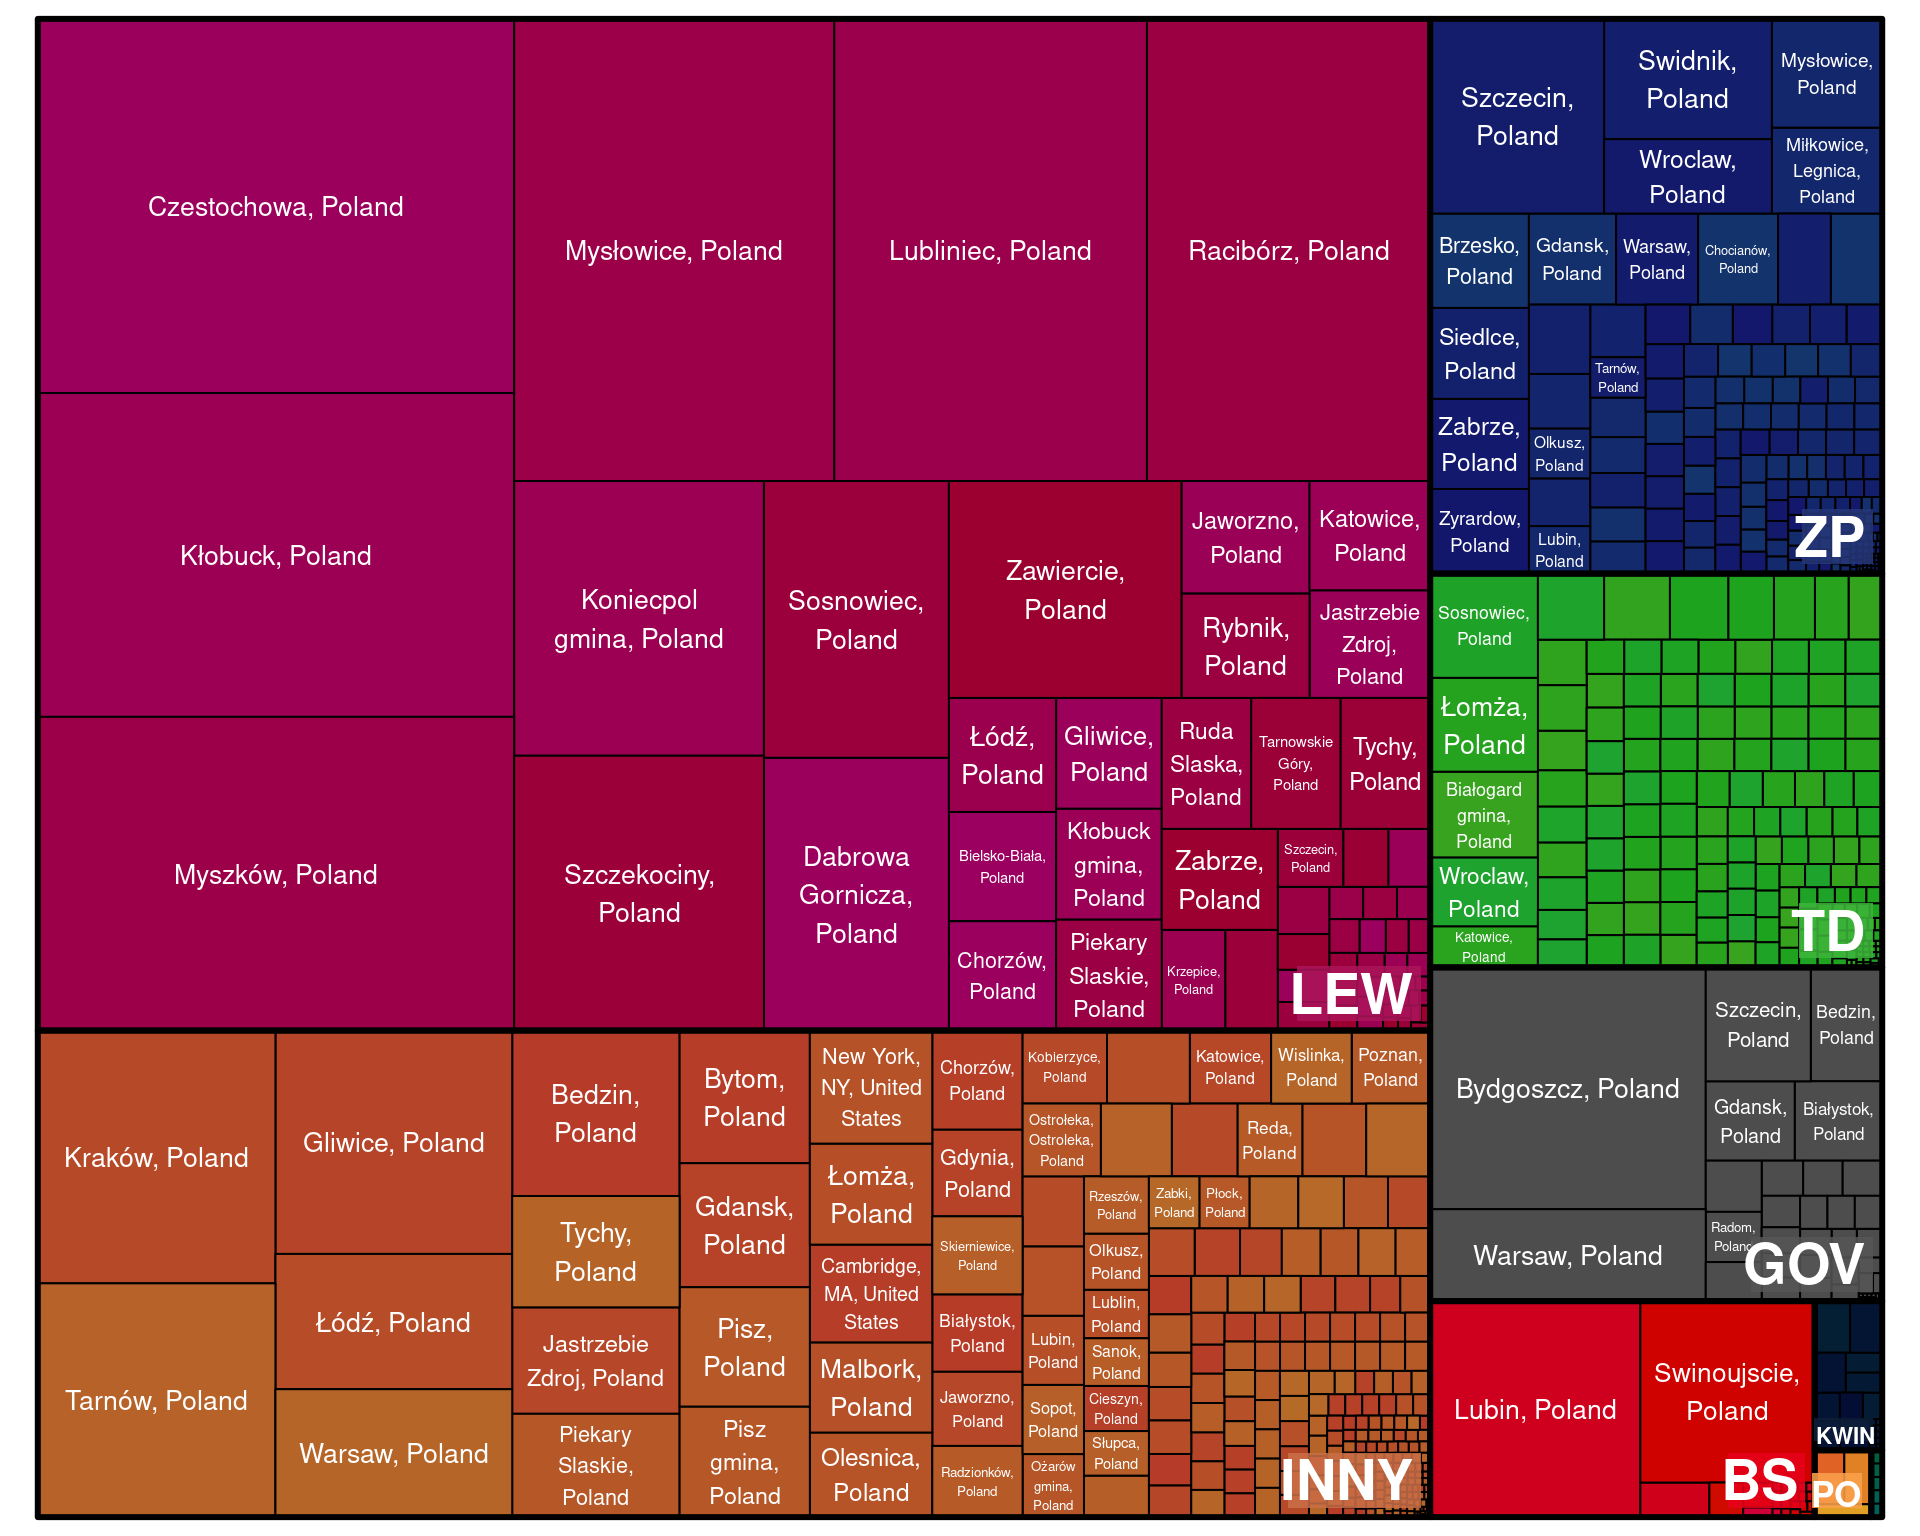 Czestochowa, Poland
Kłobuck, Poland
Myszków, Poland
Mysłowice, Poland
Lubliniec, Poland
Racibórz, Poland
Koniecpol
gmina, Poland
Szczekociny,
Poland
Sosnowiec,
Poland
Dabrowa
Gornicza,
Poland
Zawiercie,
Poland
Jaworzno,
Poland
Katowice,
Poland
Rybnik,
Poland
Jastrzebie
Zdroj,
Poland
Łódź,
Poland
Bielsko-Biała,
Poland
Chorzów,
Poland
Gliwice,
Poland
Kłobuck
gmina,
Poland
Piekary
Slaskie,
Poland
Ruda
Slaska,
Poland
Tarnowskie
Góry,
Poland
Tychy,
Poland
Zabrze,
Poland
Szczecin,
Poland
Krzepice,
Poland
LEW
Szczecin,
Poland
Swidnik,
Poland
Mysłowice,
Poland
Wroclaw,
Poland
Miłkowice,
Legnica,
Poland
Brzesko,
Poland
Gdansk,
Poland
Warsaw,
Poland
Chocianów,
Poland
Siedlce,
Poland
Zabrze,
Poland
Zyrardow,
Poland
Tarnów,
Poland
Olkusz,
Poland
Lubin,
Poland
ZP
Sosnowiec,
Poland
Łomża,
Poland
Białogard
gmina,
Poland
Wroclaw,
Poland
Katowice,
Poland
TD
Bydgoszcz, Poland
Warsaw, Poland
Szczecin,
Poland
Bedzin,
Poland
Gdansk,
Poland
Białystok,
Poland
Radom,
Poland
GOV
Kraków, Poland
Tarnów, Poland
Gliwice, Poland
Łódź, Poland
Warsaw, Poland
Bedzin,
Poland
Tychy,
Poland
Jastrzebie
Zdroj, Poland
Piekary
Slaskie,
Poland
Bytom,
Poland
Gdansk,
Poland
Pisz,
Poland
Pisz
gmina,
Poland
New York,
NY, United
States
Łomża,
Poland
Cambridge,
MA, United
States
Malbork,
Poland
Olesnica,
Poland
Chorzów,
Poland
Gdynia,
Poland
Skierniewice,
Poland
Białystok,
Poland
Jaworzno,
Poland
Radzionków,
Poland
Kobierzyce,
Poland
Katowice,
Poland
Wislinka,
Poland
Poznan,
Poland
Ostrołeka,
Ostroleka,
Poland
Reda,
Poland
Rzeszów,
Poland
Zabki,
Poland
Płock,
Poland
Olkusz,
Poland
Lublin,
Poland
Lubin,
Poland
Sanok,
Poland
Sopot,
Poland
Cieszyn,
Poland
Słupca,
Poland
Ożarów
gmina,
Poland
INNY
Lubin, Poland
Swinoujscie,
Poland
BS
KWIN
PO